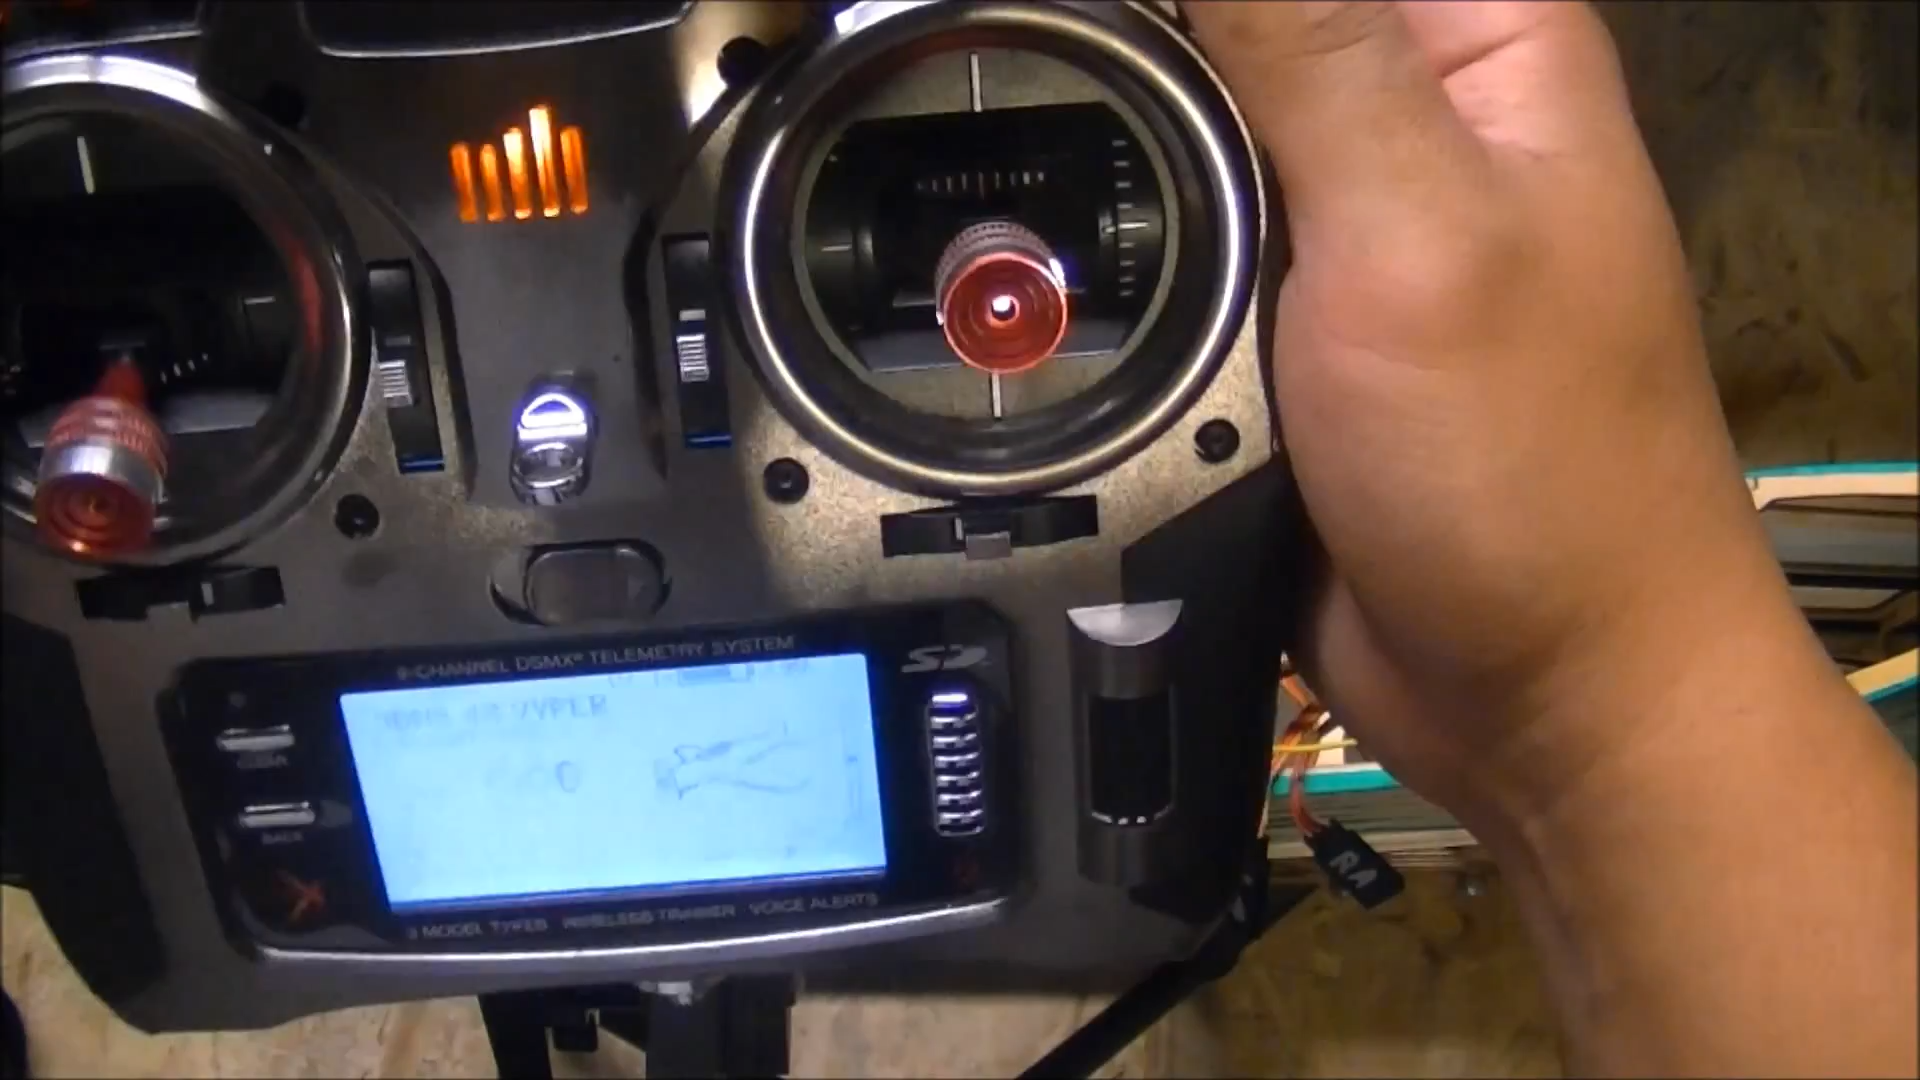 9-CHANNEL DSMX® TELEMETRY SYSTEM
SD
CLEAR
BACK
3 MODEL TYPES WIRELESS TRAINER VOICE ALERTS
RA